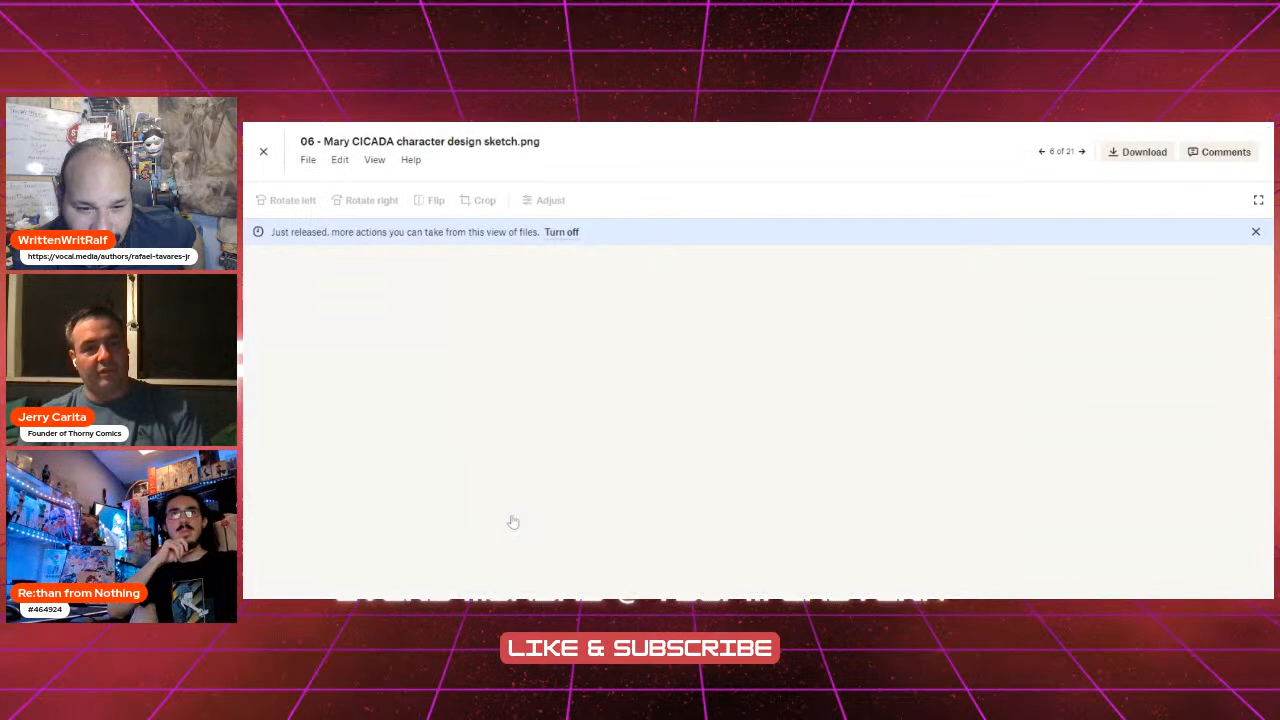 WrittenWritRalf
https://vocal.media/authors/rafael-tavares-jr
Jerry Carita
Founder of Thorny Comics
Re:than from Nothing
#464924
06 - Mary CICADA character design sketch.png
File Edit View Help
6 of 21
Download
Comments
Rotate left Rotate right Flip Crop Adjust
Just released, more actions you can take from this view of files. Turn off
LIKE & SUBSCRIBE